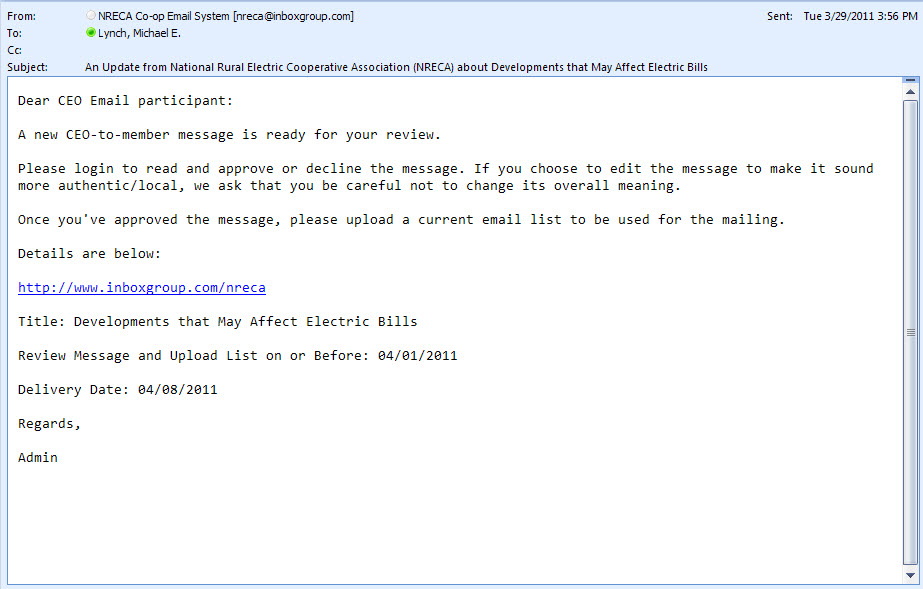 From: NRECA Co-op Email System [nreca@inboxgroup.com] Sent: Tue 3/29/2011 3:56 PM
To: Lynch, Michael E.
Cc:
Subject: An Update from National Rural Electric Cooperative Association (NRECA) about Developments that May Affect Electric Bills
Dear CEO Email participant:
A new CEO-to-member message is ready for your review.
Please login to read and approve or decline the message. If you choose to edit the message to make it sound
more authentic/local, we ask that you be careful not to change its overall meaning.
Once you've approved the message, please upload a current email list to be used for the mailing.
Details are below:
http://www.inboxgroup.com/nreca
Title: Developments that May Affect Electric Bills
Review Message and Upload List on or Before: 04/01/2011
Delivery Date: 04/08/2011
Regards,
Admin